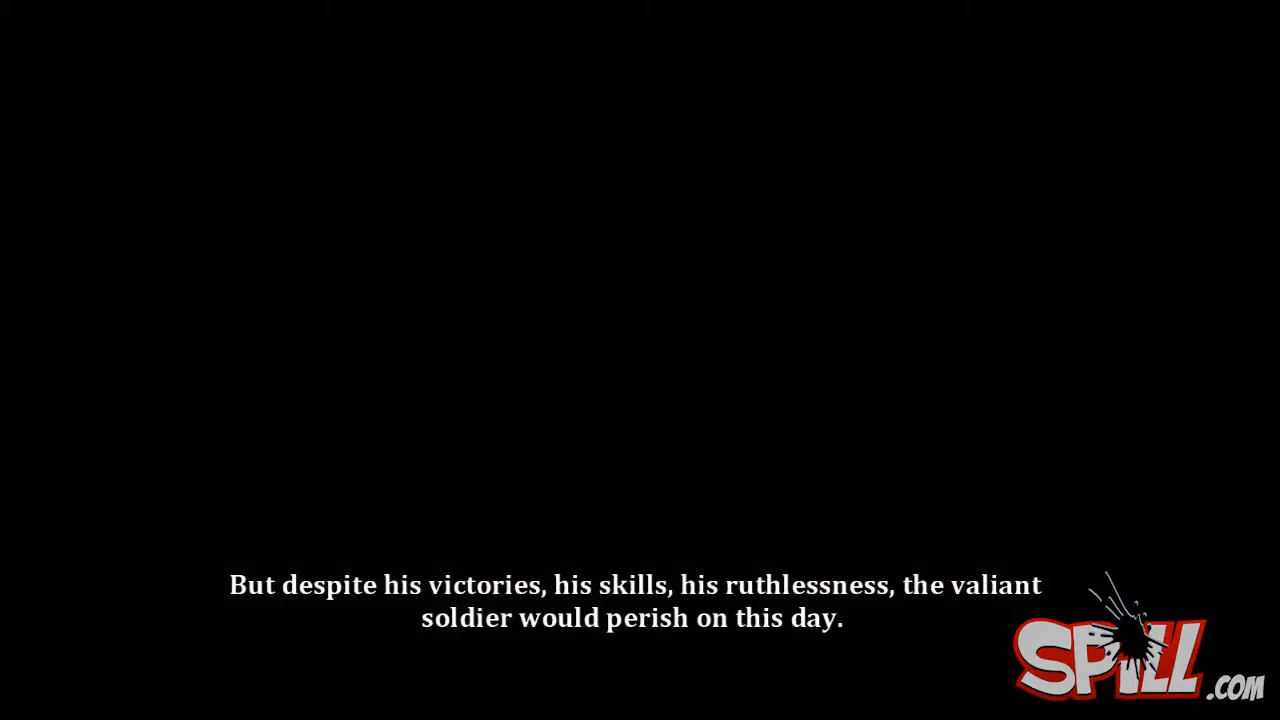 But despite his victories, his skills, his ruthlessness, the valiant
soldier would perish on this day.
SPILL.COM